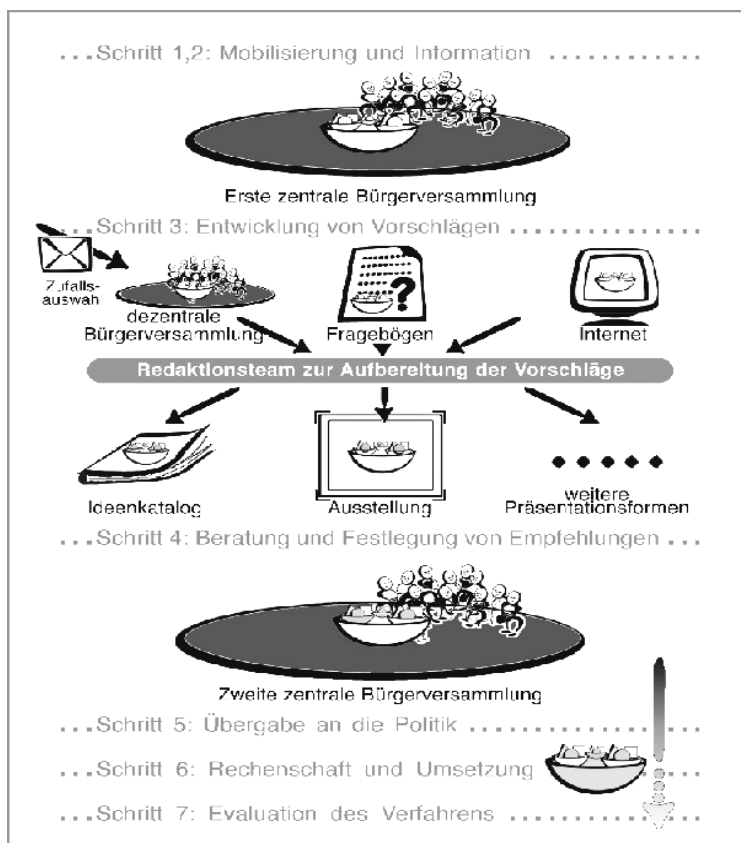 ...Schritt 1,2: Mobilisierung und Information ............
Erste zentrale Bürgerversammlung
...Schritt 3: Entwicklung von Vorschlägen ..............
Zufalls-
auswahl
dezentrale
Bürgerversammlung
Fragebögen
?
Internet
Redaktionsteam zur Aufbereitung der Vorschläge
Ideenkatalog
Ausstellung
weitere
Präsentationsformen
...Schritt 4: Beratung und Festlegung von Empfehlungen ...
Zweite zentrale Bürgerversammlung
...Schritt 5: Übergabe an die Politik ................
...Schritt 6: Rechenschaft und Umsetzung
...Schritt 7: Evaluation des Verfahrens ..............